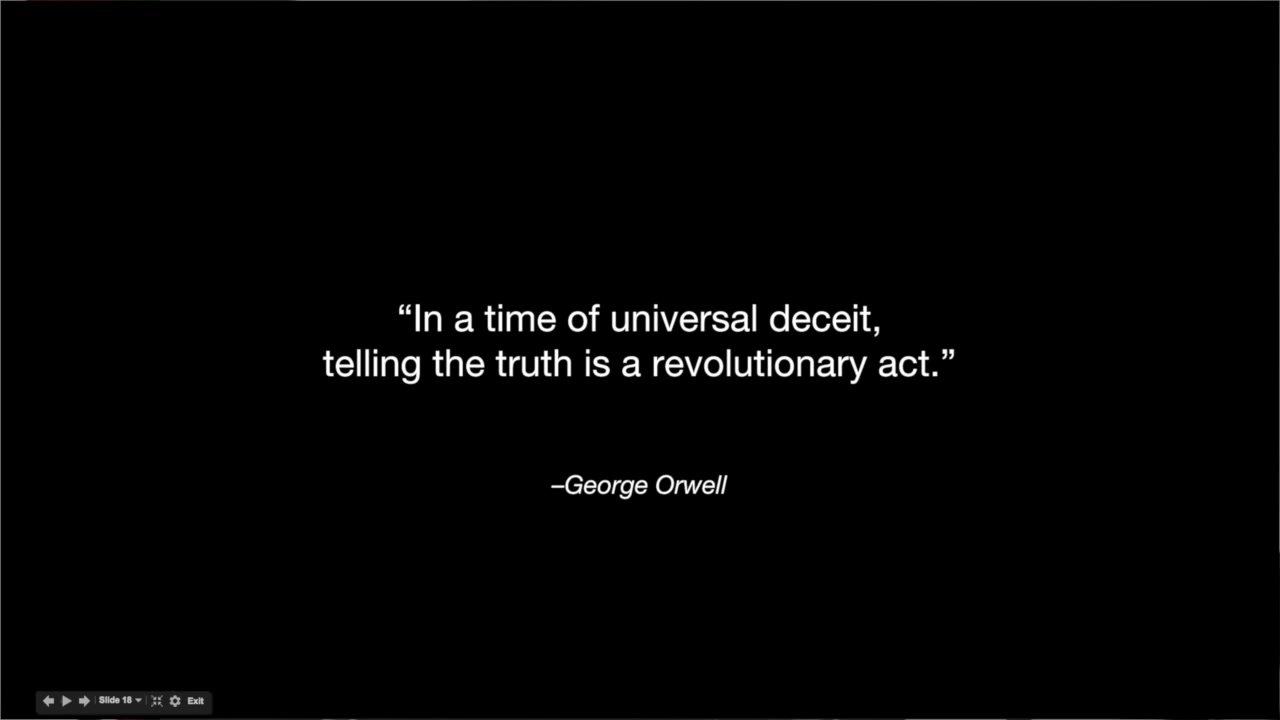 “In a time of universal deceit,
telling the truth is a revolutionary act.”
–George Orwell
Slide 18 Exit